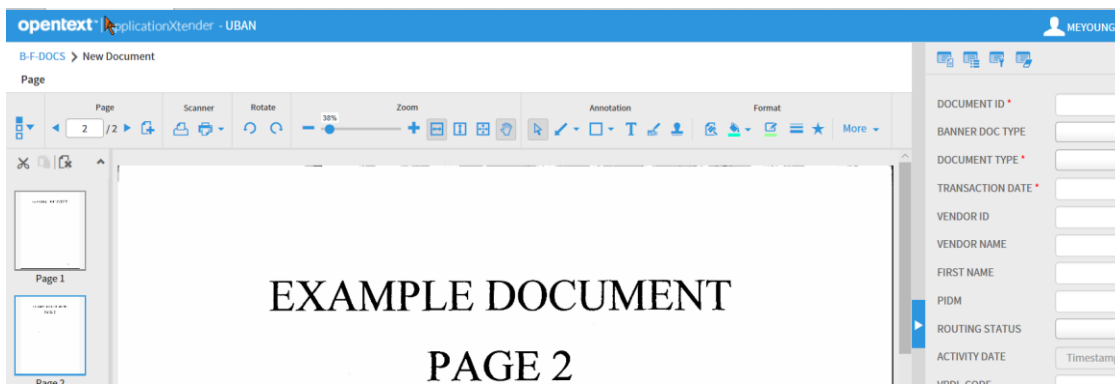 opentext™ | ApplicationXtender - UBAN
MEYOUNG
B-F-DOCS > New Document
Page
Page Scanner Rotate Zoom Annotation Format
2 /2 38% T More
Page 1
EXAMPLE DOCUMENT
PAGE 2
Page 2
DOCUMENT ID *
BANNER DOC TYPE
DOCUMENT TYPE *
TRANSACTION DATE *
VENDOR ID
VENDOR NAME
FIRST NAME
PIDM
ROUTING STATUS
ACTIVITY DATE Timestamp